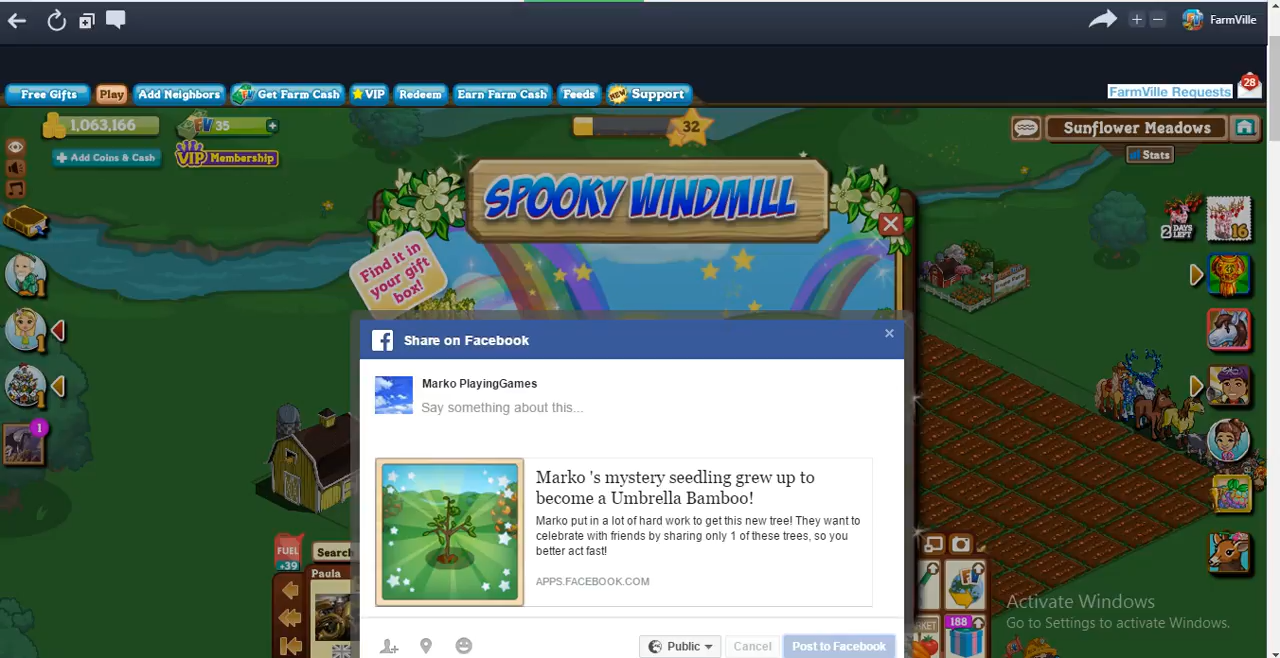 FarmVille
Free Gifts
Play
Add Neighbors
Get Farm Cash
VIP
Redeem
Earn Farm Cash
Feeds
NEW Support
FarmVille Requests
28
1,063,166
FV 35
32
Sunflower Meadows
+ Add Coins & Cash
VIP Membership
Stats
SPOOKY WINDMILL
2 DAYS LEFT
16
Find it in
your gift
box!
1
1
1
1
Share on Facebook
Marko PlayingGames
Say something about this...
Marko 's mystery seedling grew up to
become a Umbrella Bamboo!
Marko put in a lot of hard work to get this new tree! They want to
celebrate with friends by sharing only 1 of these trees, so you
better act fast!
APPS.FACEBOOK.COM
FUEL
+39
Search
Paula
Public
Cancel
Post to Facebook
188
Activate Windows
Go to Settings to activate Windows.